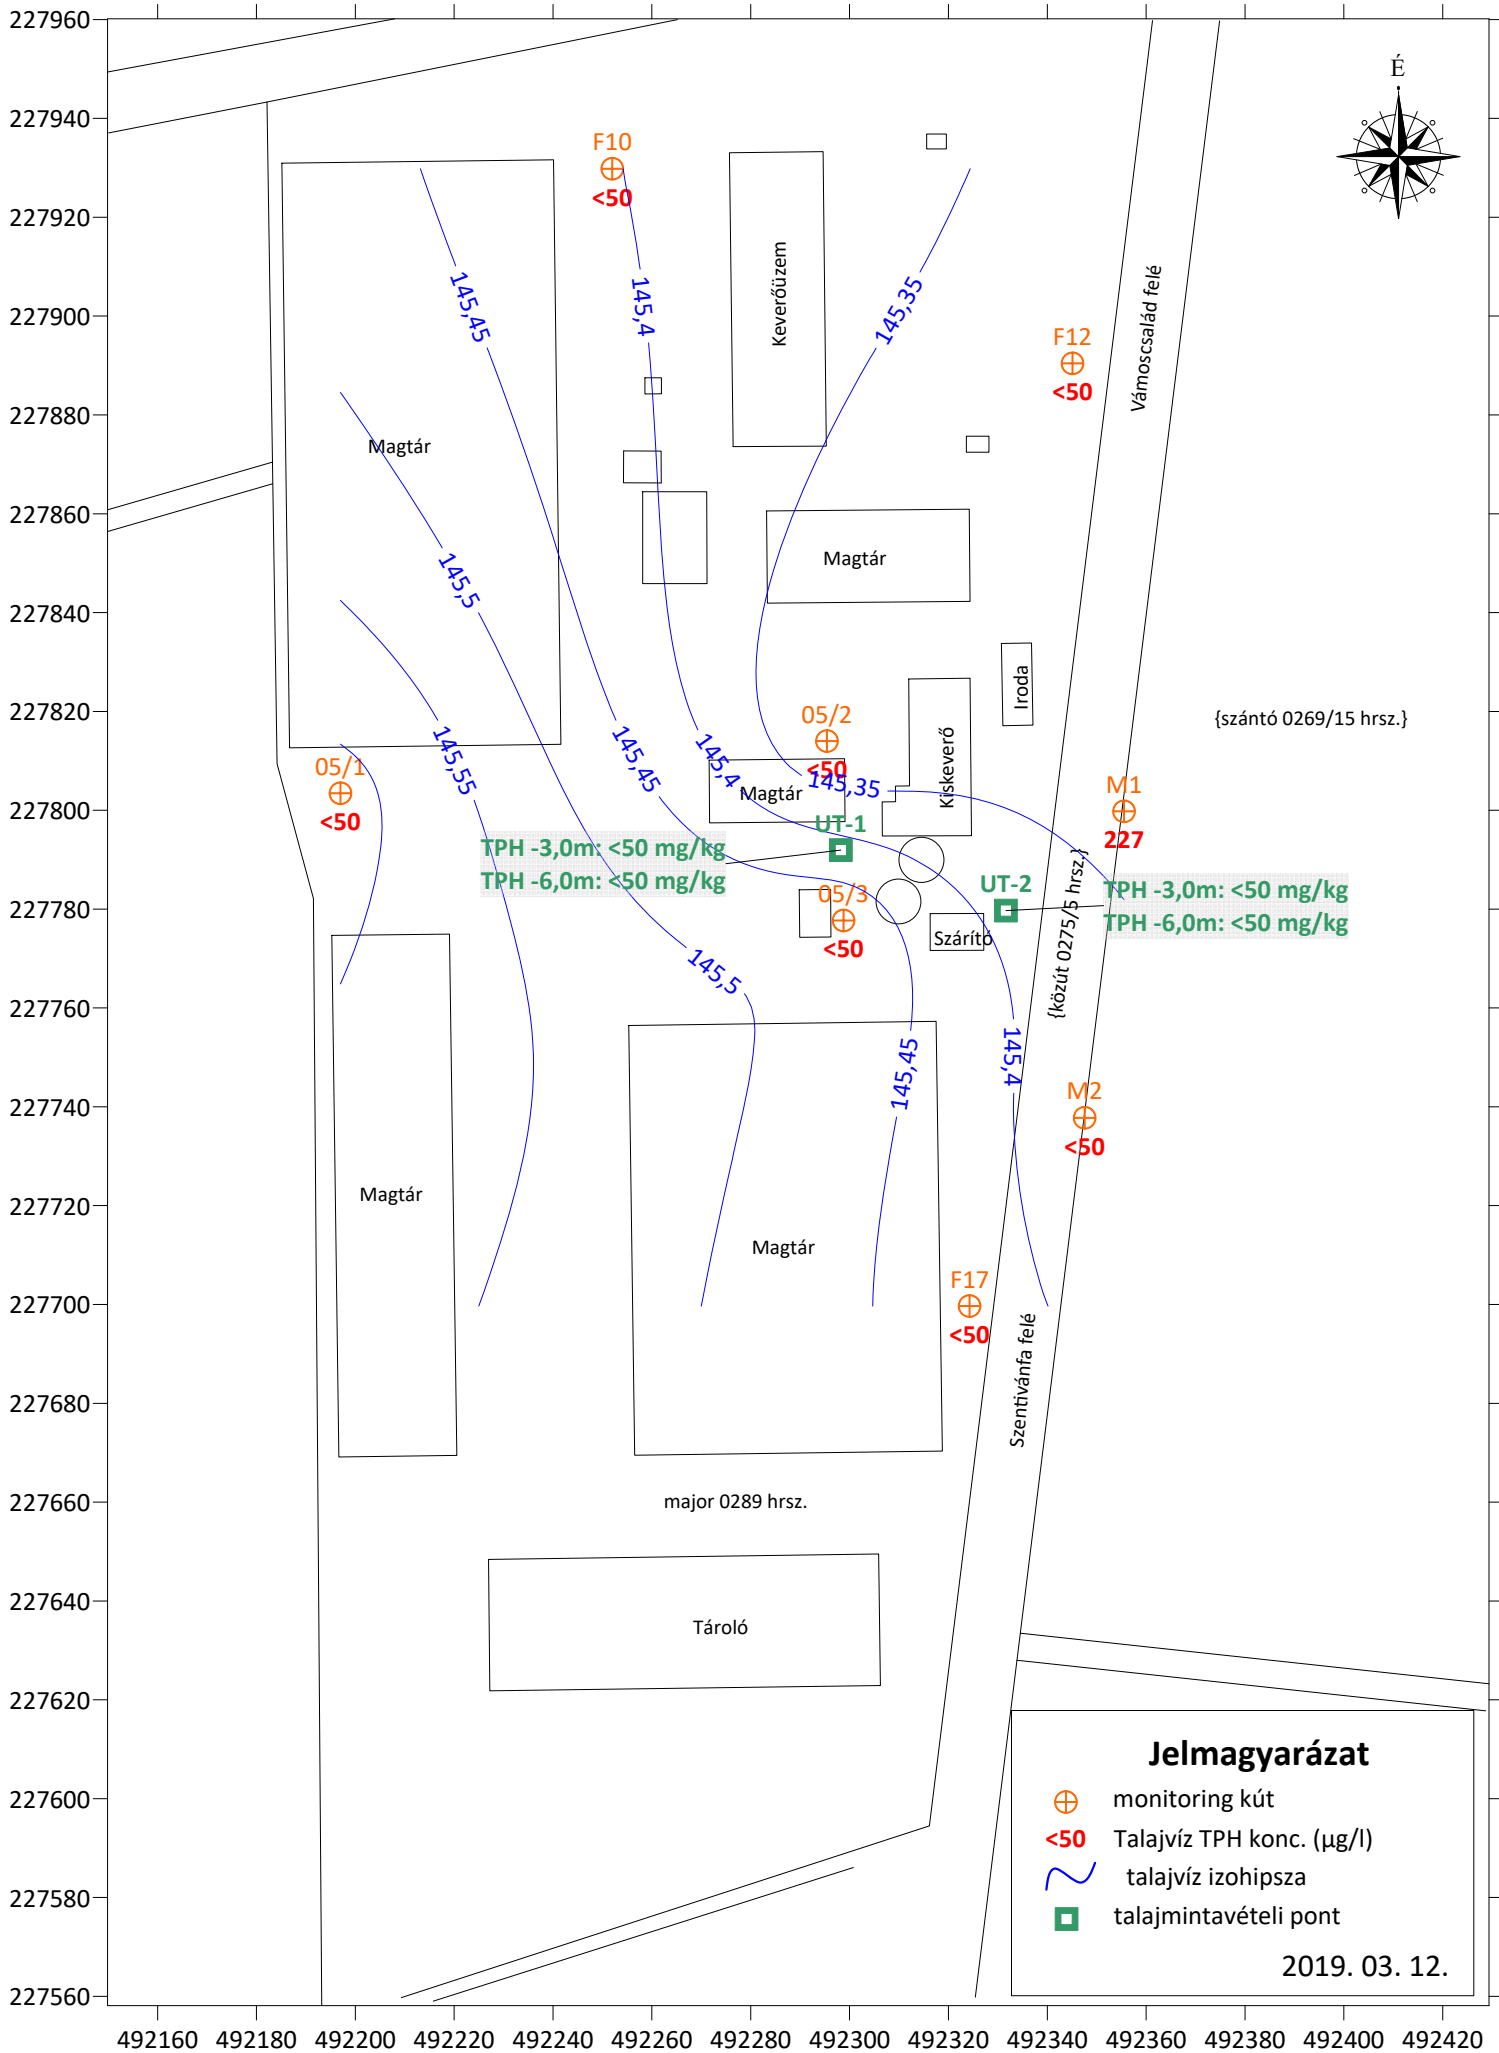 227960
227940
227920
227900
227880
227860
227840
227820
227800
227780
227760
227740
227720
227700
227680
227660
227640
227620
227600
227580
227560
É
F10
<50
145,45
145,4
Keverőüzem
145,35
Vámoscsalád felé
F12
<50
Magtár
145,5
Magtár
Iroda
{szántó 0269/15 hrsz.}
145,55
145,45
145,4
05/2
<50
Kiskeverő
05/1
<50
Magtár
145,35
M1
227
UT-1
TPH -3,0m: <50 mg/kg
TPH -6,0m: <50 mg/kg
{közút 0275/5 hrsz.}
UT-2
TPH -3,0m: <50 mg/kg
TPH -6,0m: <50 mg/kg
05/3
<50
Szárító
145,5
145,45
145,4
M2
<50
Magtár
Magtár
F17
<50
Szentivánfa felé
major 0289 hrsz.
Tároló
Jelmagyarázat
monitoring kút
<50 Talajvíz TPH konc. (µg/l)
talajvíz izohipsza
talajmintavételi pont
2019. 03. 12.
492160 492180 492200 492220 492240 492260 492280 492300 492320 492340 492360 492380 492400 492420